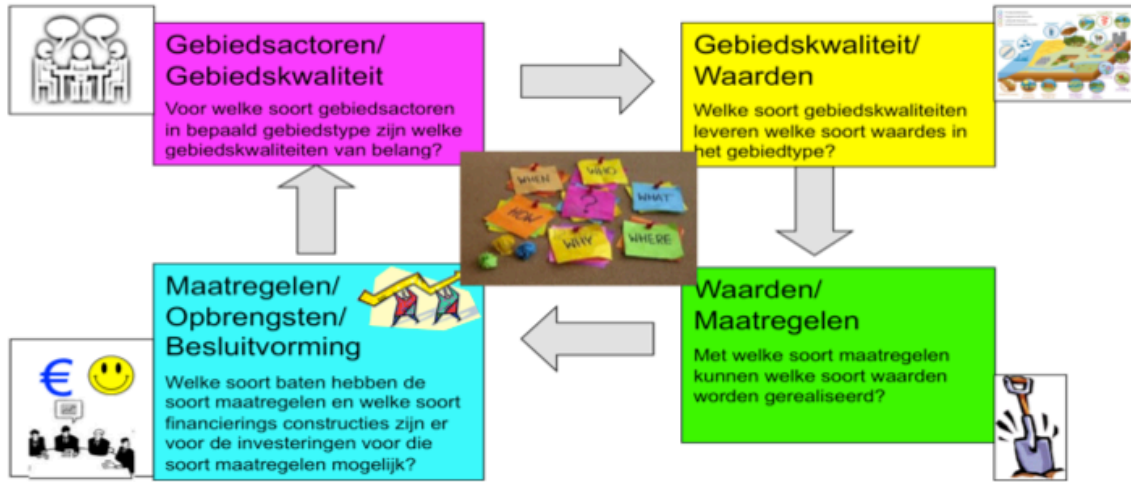 Gebiedsactoren/
Gebiedskwaliteit
Voor welke soort gebiedsactoren
in bepaald gebiedstype zijn welke
gebiedskwaliteiten van belang?
Gebiedskwaliteit/
Waarden
Welke soort gebiedskwaliteiten
leveren welke soort waardes in
het gebiedtype?
WHEN
WHO
WHAT
HOW
?
WHY
WHERE
Maatregelen/
Opbrengsten/
Besluitvorming
€
Welke soort baten hebben de
soort maatregelen en welke soort
financierings constructies zijn er
voor de investeringen voor die
soort maatregelen mogelijk?
Waarden/
Maatregelen
Met welke soort maatregelen
kunnen welke soort waarden
worden gerealiseerd?